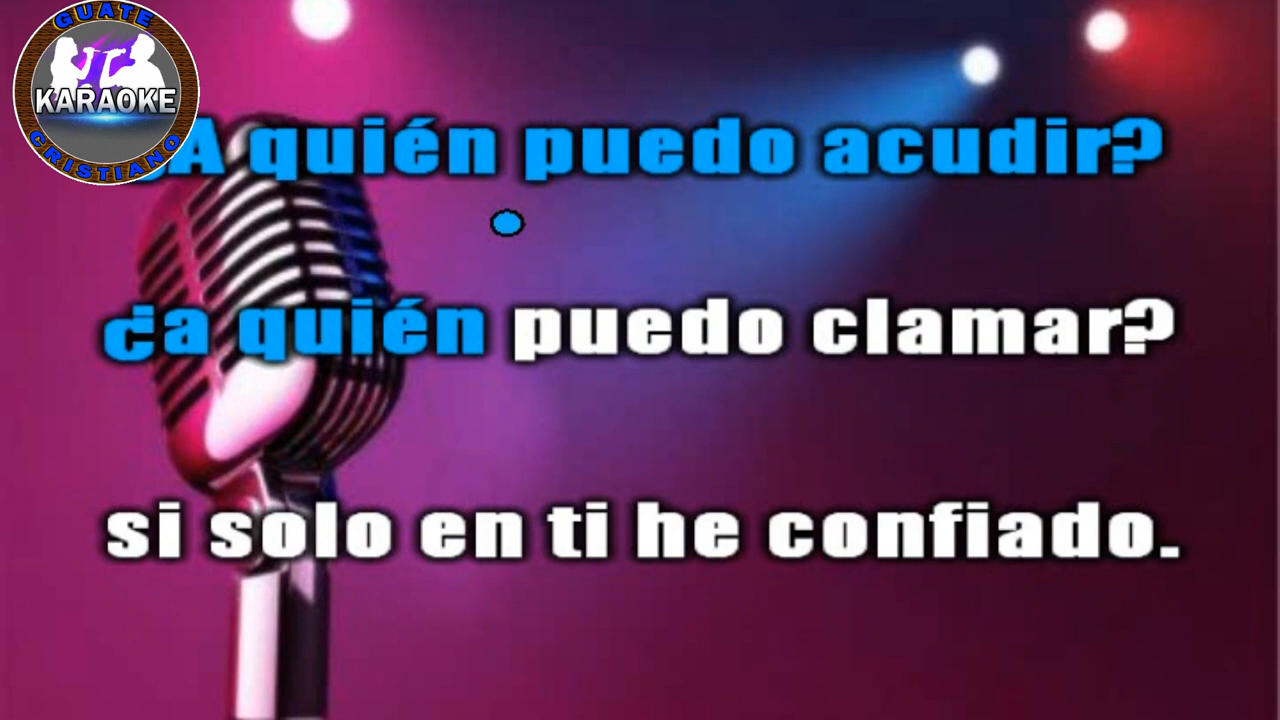 GUATE
KARAOKE
CRISTIANO
¿A quién puedo acudir?
¿a quién puedo clamar?
si solo en ti he confiado.